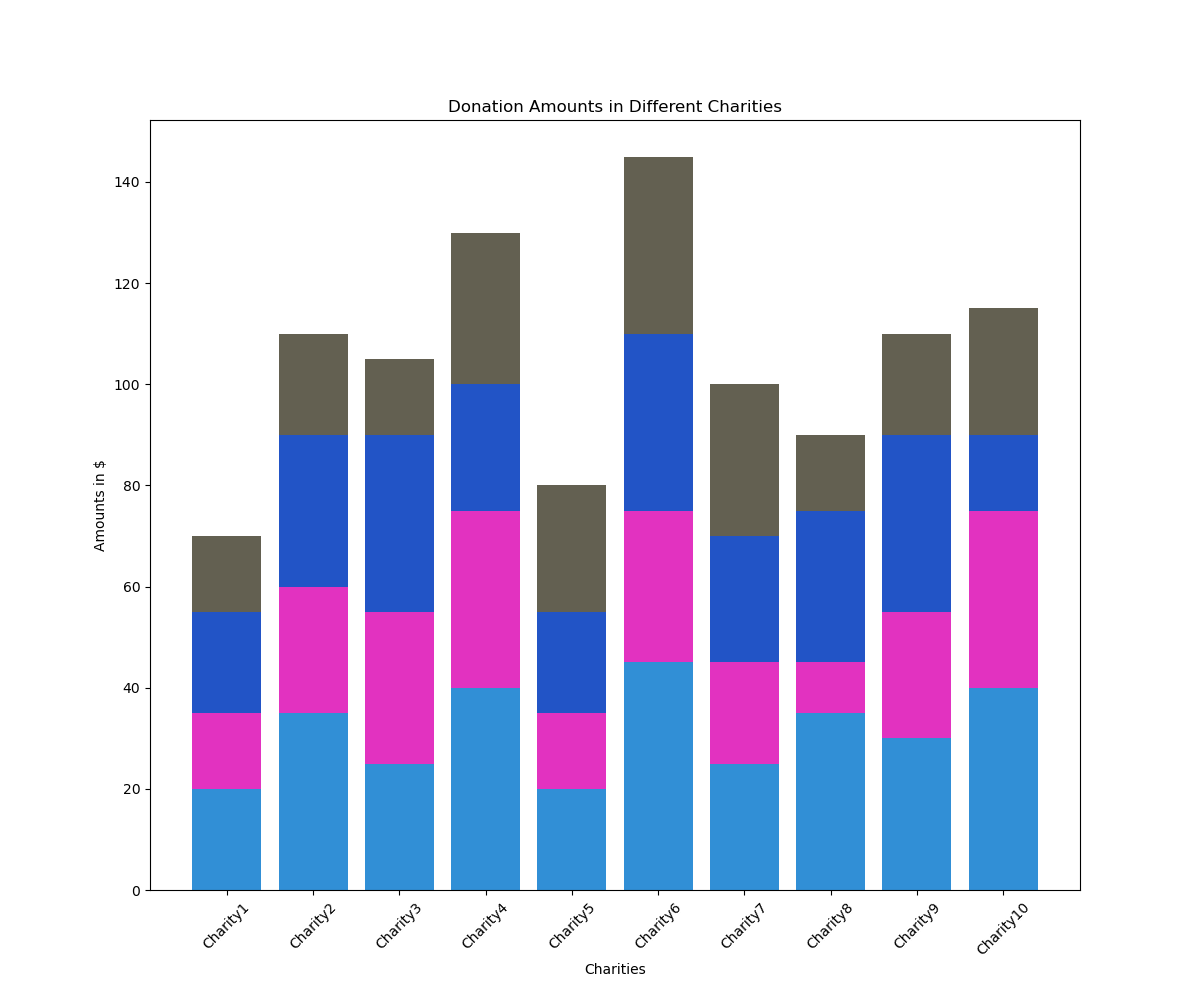 Donation Amounts in Different Charities
Amounts in $
140
120
100
80
60
40
20
0
Charity1
Charity2
Charity3
Charity4
Charity5
Charity6
Charity7
Charity8
Charity9
Charity10
Charities